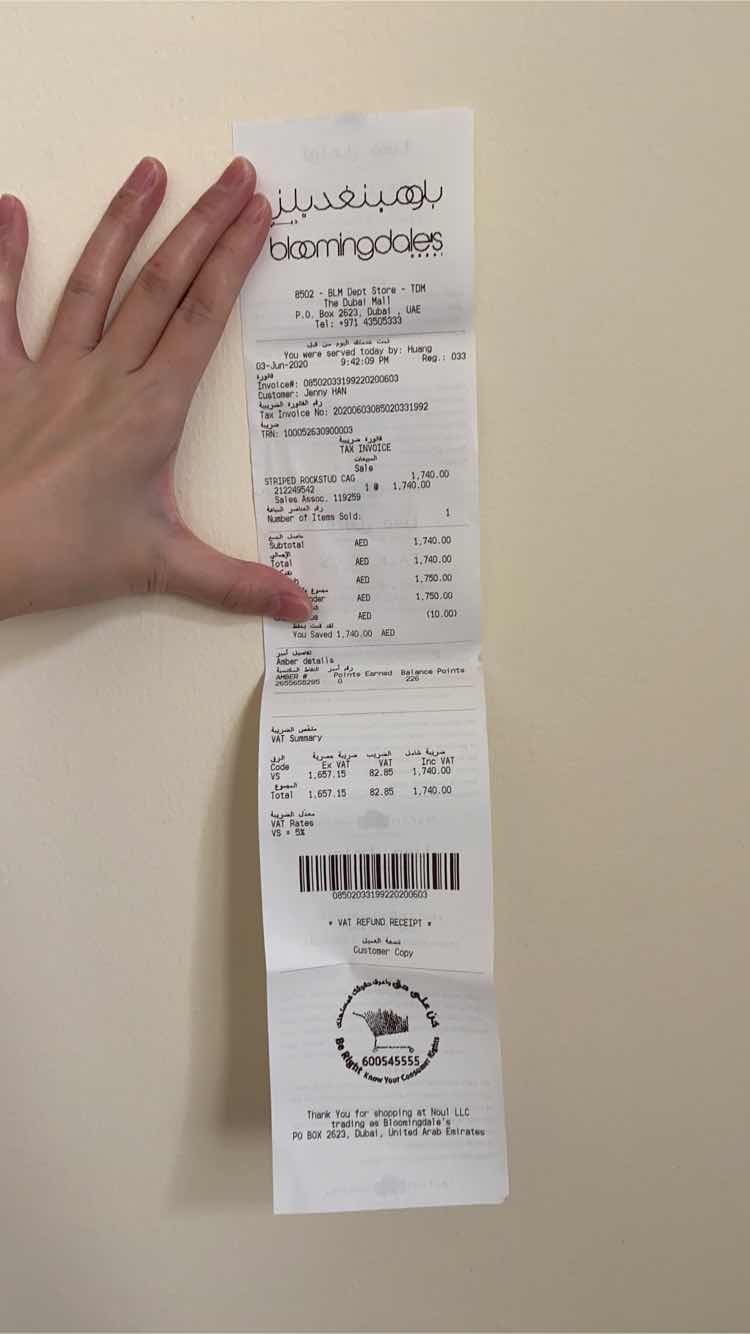 بلومينغديلز
دبي
bloomingdale's
DUBAI
8502 - BLM Dept Store - TDM
The Dubai Mall
P.O. Box 2623, Dubai , UAE
Tel: +971 43505333
تمت خدمتك اليوم من قبل
You were served today by: Huang
03-Jun-2020 9:42:09 PM Reg.: 033
فاتورة
Invoice#: 08502033199220200603
Customer: Jenny HAN
رقم الفاتورة الضريبية
Tax Invoice No: 20200603085020331992
ضريبة
TRN: 100052630900003
فاتورة ضريبية
TAX INVOICE
المبيعات
Sale
STRIPED ROCKSTUD CAG 1,740.00
212249542 1 @ 1,740.00
Sales Assoc. 119259
رقم العناصر المباعة
Number of Items Sold: 1
حاصل الجمع
Subtotal AED 1,740.00
الإجمالي
Total AED 1,740.00
AED 1,750.00
مجموع
AED 1,750.00
AED (10.00)
لقد قمت بحفظ
You Saved 1,740.00 AED
تفاصيل أمبر
Amber details
رقم أمبر النقاط المكتسبة
AMBER # Points Earned Balance Points
2655658295 0 226
ملخص الضريبة
VAT Summary
الرمز ضريبة حصرية الضريبة ضريبة شامل
Code Ex VAT VAT Inc VAT
VS 1,657.15 82.85 1,740.00
المجموع
Total 1,657.15 82.85 1,740.00
معدل الضريبة
VAT Rates
VS = 5%
08502033199220200603
* VAT REFUND RECEIPT *
نسخة العميل
Customer Copy
كن على حق واعرف حقوقك كمستهلك
600545555
Be Right Know Your Consumer Rights
Thank You for shopping at Noul LLC
trading as Bloomingdale's
PO BOX 2623, Dubai, United Arab Emirates